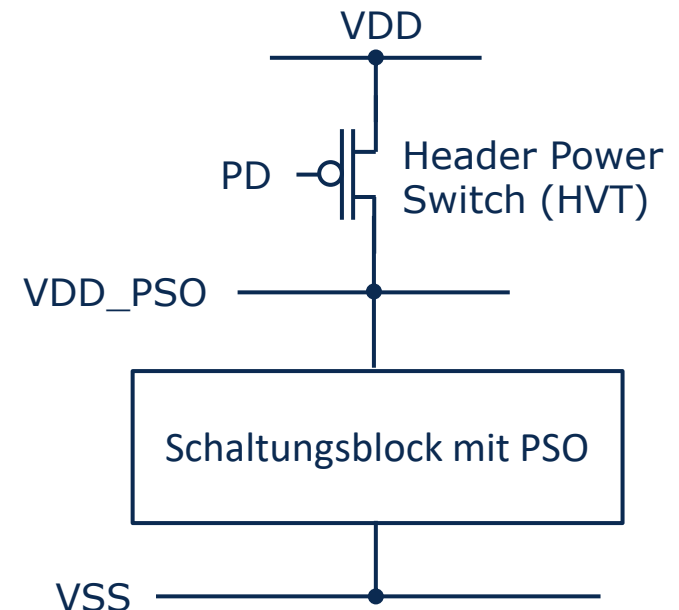 VDD
PD
Header Power
Switch (HVT)
VDD_PSO
Schaltungsblock mit PSO
VSS